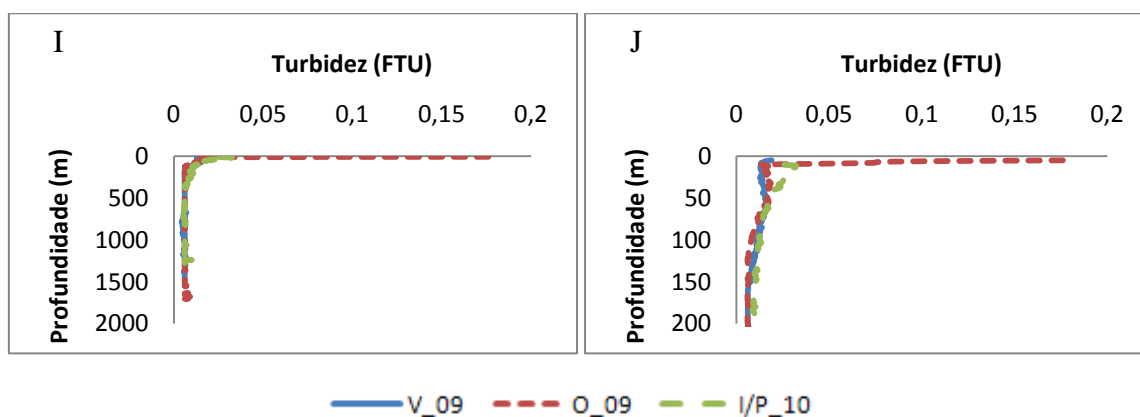 I
Turbidez (FTU)
0 0,05 0,1 0,15 0,2
Profundidade (m)
0
500
1000
1500
2000
J
Turbidez (FTU)
0 0,05 0,1 0,15 0,2
Profundidade (m)
0
50
100
150
200
V_09 O_09 I/P_10